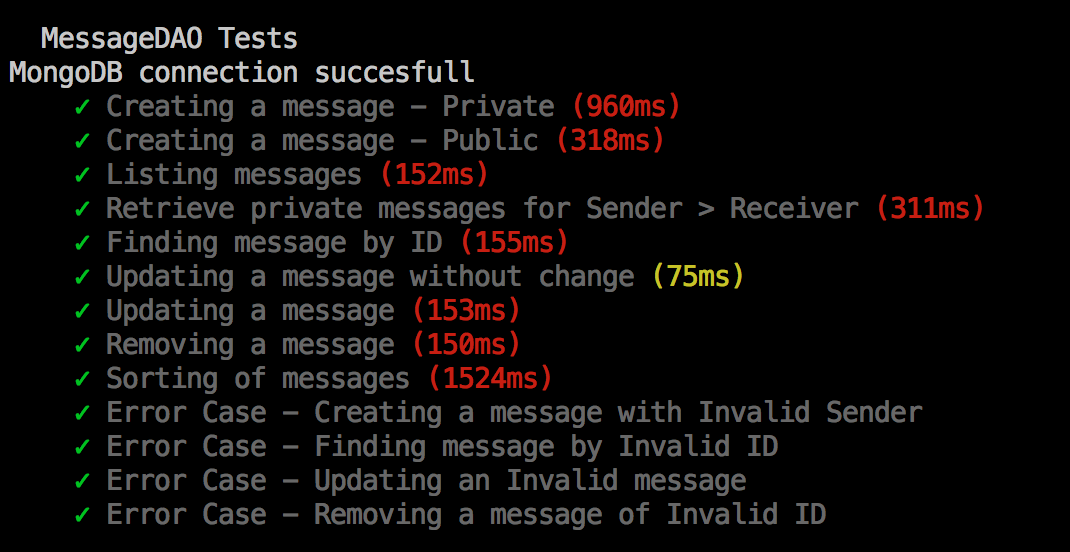 MessageDAO Tests
MongoDB connection succesfull
✓ Creating a message – Private (960ms)
✓ Creating a message – Public (318ms)
✓ Listing messages (152ms)
✓ Retrieve private messages for Sender > Receiver (311ms)
✓ Finding message by ID (155ms)
✓ Updating a message without change (75ms)
✓ Updating a message (153ms)
✓ Removing a message (150ms)
✓ Sorting of messages (1524ms)
✓ Error Case – Creating a message with Invalid Sender
✓ Error Case – Finding message by Invalid ID
✓ Error Case – Updating an Invalid message
✓ Error Case – Removing a message of Invalid ID